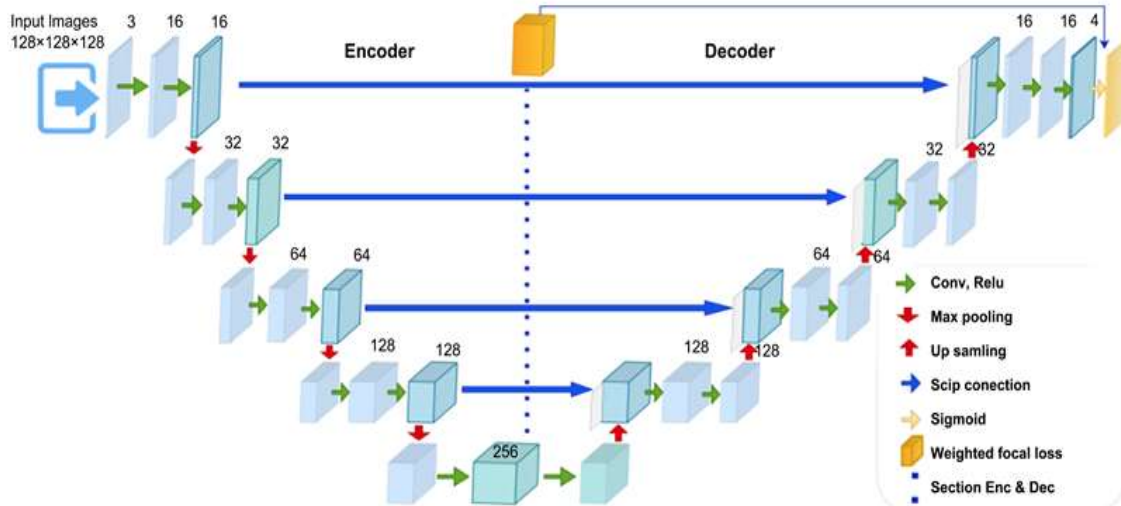 Input Images
128×128×128
3
16
16
Encoder
Decoder
16
16
4
32
32
32
32
64
64
64
64
128
128
128
128
256
Conv, Relu
Max pooling
Up samling
Scip conection
Sigmoid
Weighted focal loss
Section Enc & Dec